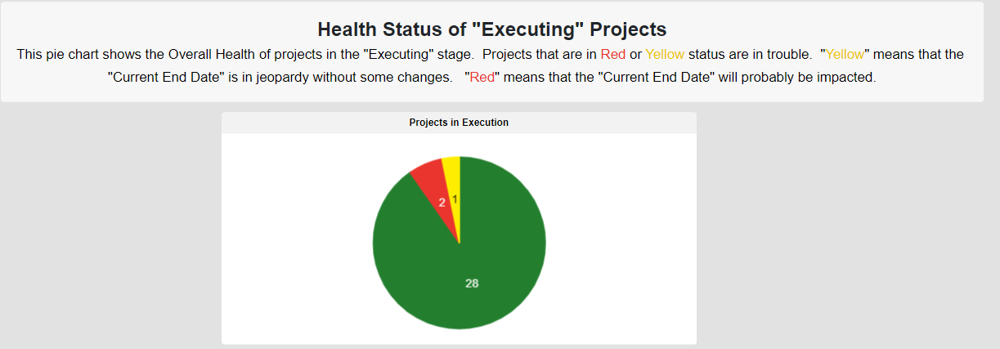 Health Status of "Executing" Projects
This pie chart shows the Overall Health of projects in the "Executing" stage.  Projects that are in Red or Yellow status are in trouble.  "Yellow" means that the
"Current End Date" is in jeopardy without some changes.   "Red" means that the "Current End Date" will probably be impacted.
Projects in Execution
2 1
28